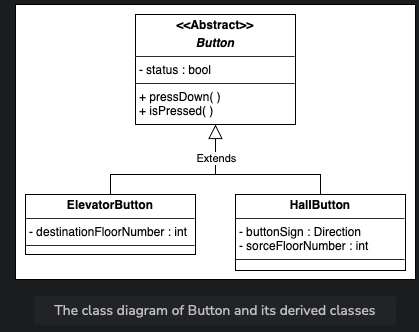 <<Abstract>>
Button
- status : bool
+ pressDown( )
+ isPressed( )
Extends
ElevatorButton
- destinationFloorNumber : int
HallButton
- buttonSign : Direction
- sorceFloorNumber : int
The class diagram of Button and its derived classes